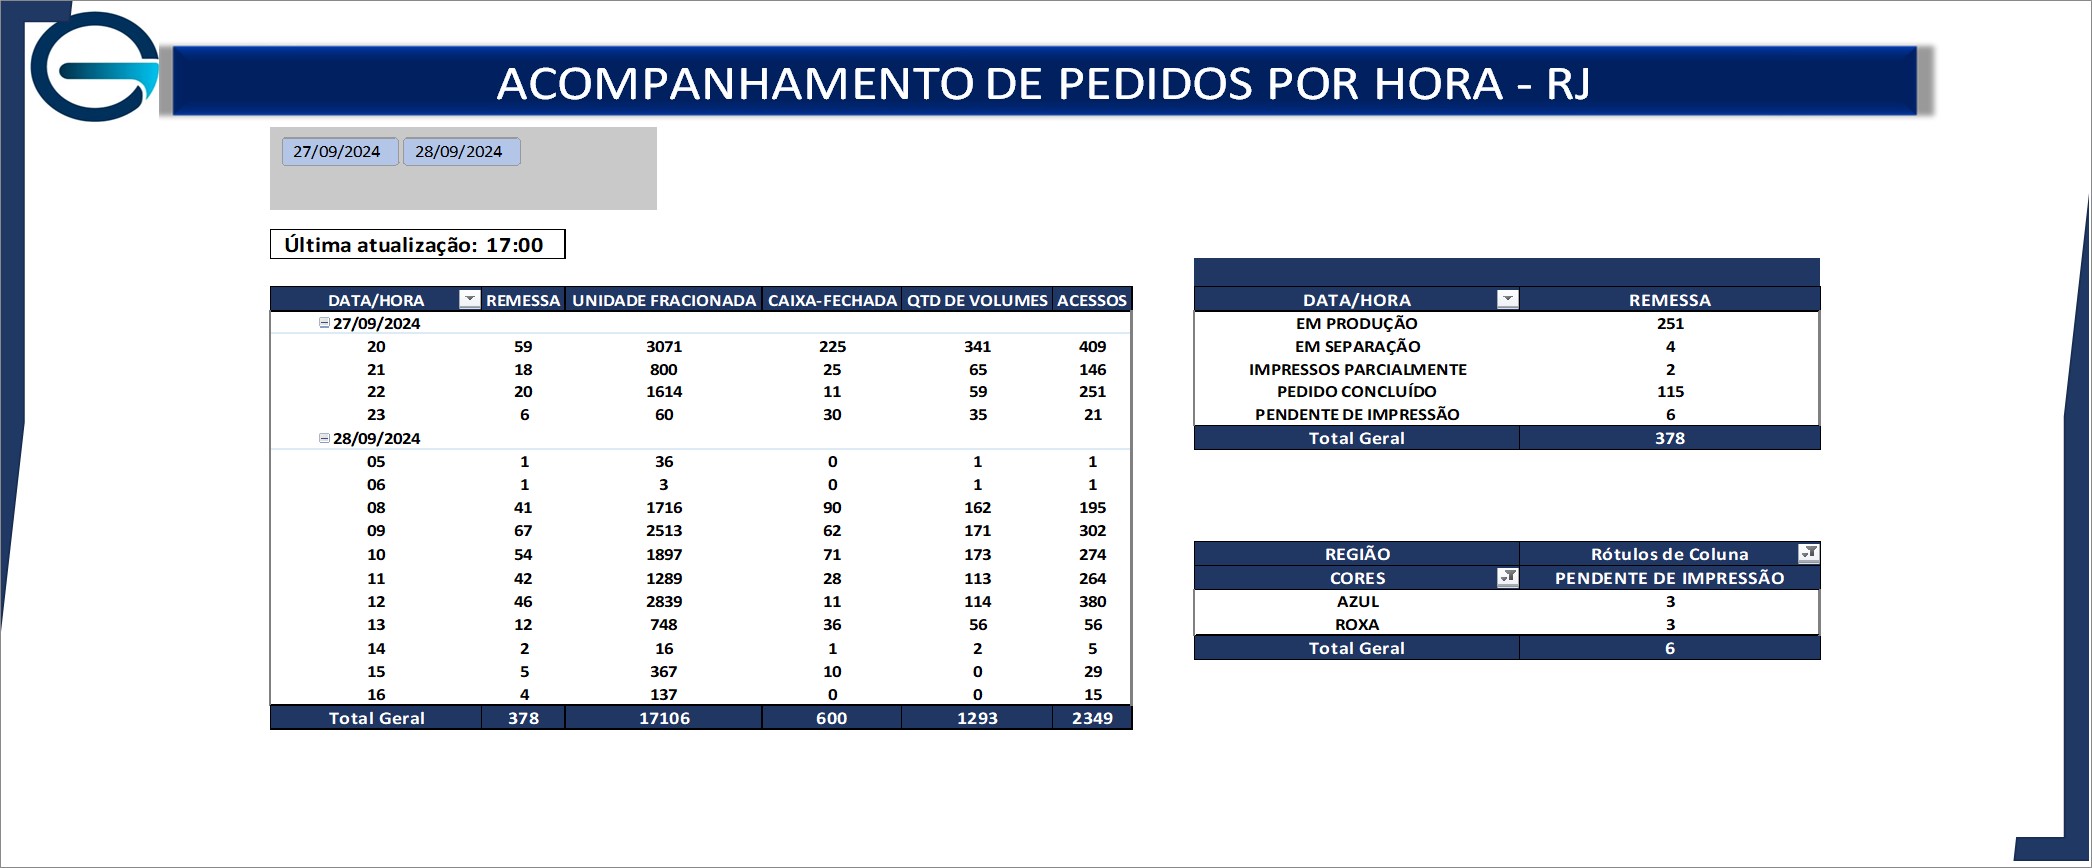 ACOMPANHAMENTO DE PEDIDOS POR HORA - RJ
27/09/2024 28/09/2024
Última atualização: 17:00
DATA/HORA REMESSA UNIDADE FRACIONADA CAIXA-FECHADA QTD DE VOLUMES ACESSOS
27/09/2024
20 59 3071 225 341 409
21 18 800 25 65 146
22 20 1614 11 59 251
23 6 60 30 35 21
28/09/2024
05 1 36 0 1 1
06 1 3 0 1 1
08 41 1716 90 162 195
09 67 2513 62 171 302
10 54 1897 71 173 274
11 42 1289 28 113 264
12 46 2839 11 114 380
13 12 748 36 56 56
14 2 16 1 2 5
15 5 367 10 0 29
16 4 137 0 0 15
Total Geral 378 17106 600 1293 2349
DATA/HORA REMESSA
EM PRODUÇÃO 251
EM SEPARAÇÃO 4
IMPRESSOS PARCIALMENTE 2
PEDIDO CONCLUÍDO 115
PENDENTE DE IMPRESSÃO 6
Total Geral 378
REGIÃO Rótulos de Coluna
CORES PENDENTE DE IMPRESSÃO
AZUL 3
ROXA 3
Total Geral 6